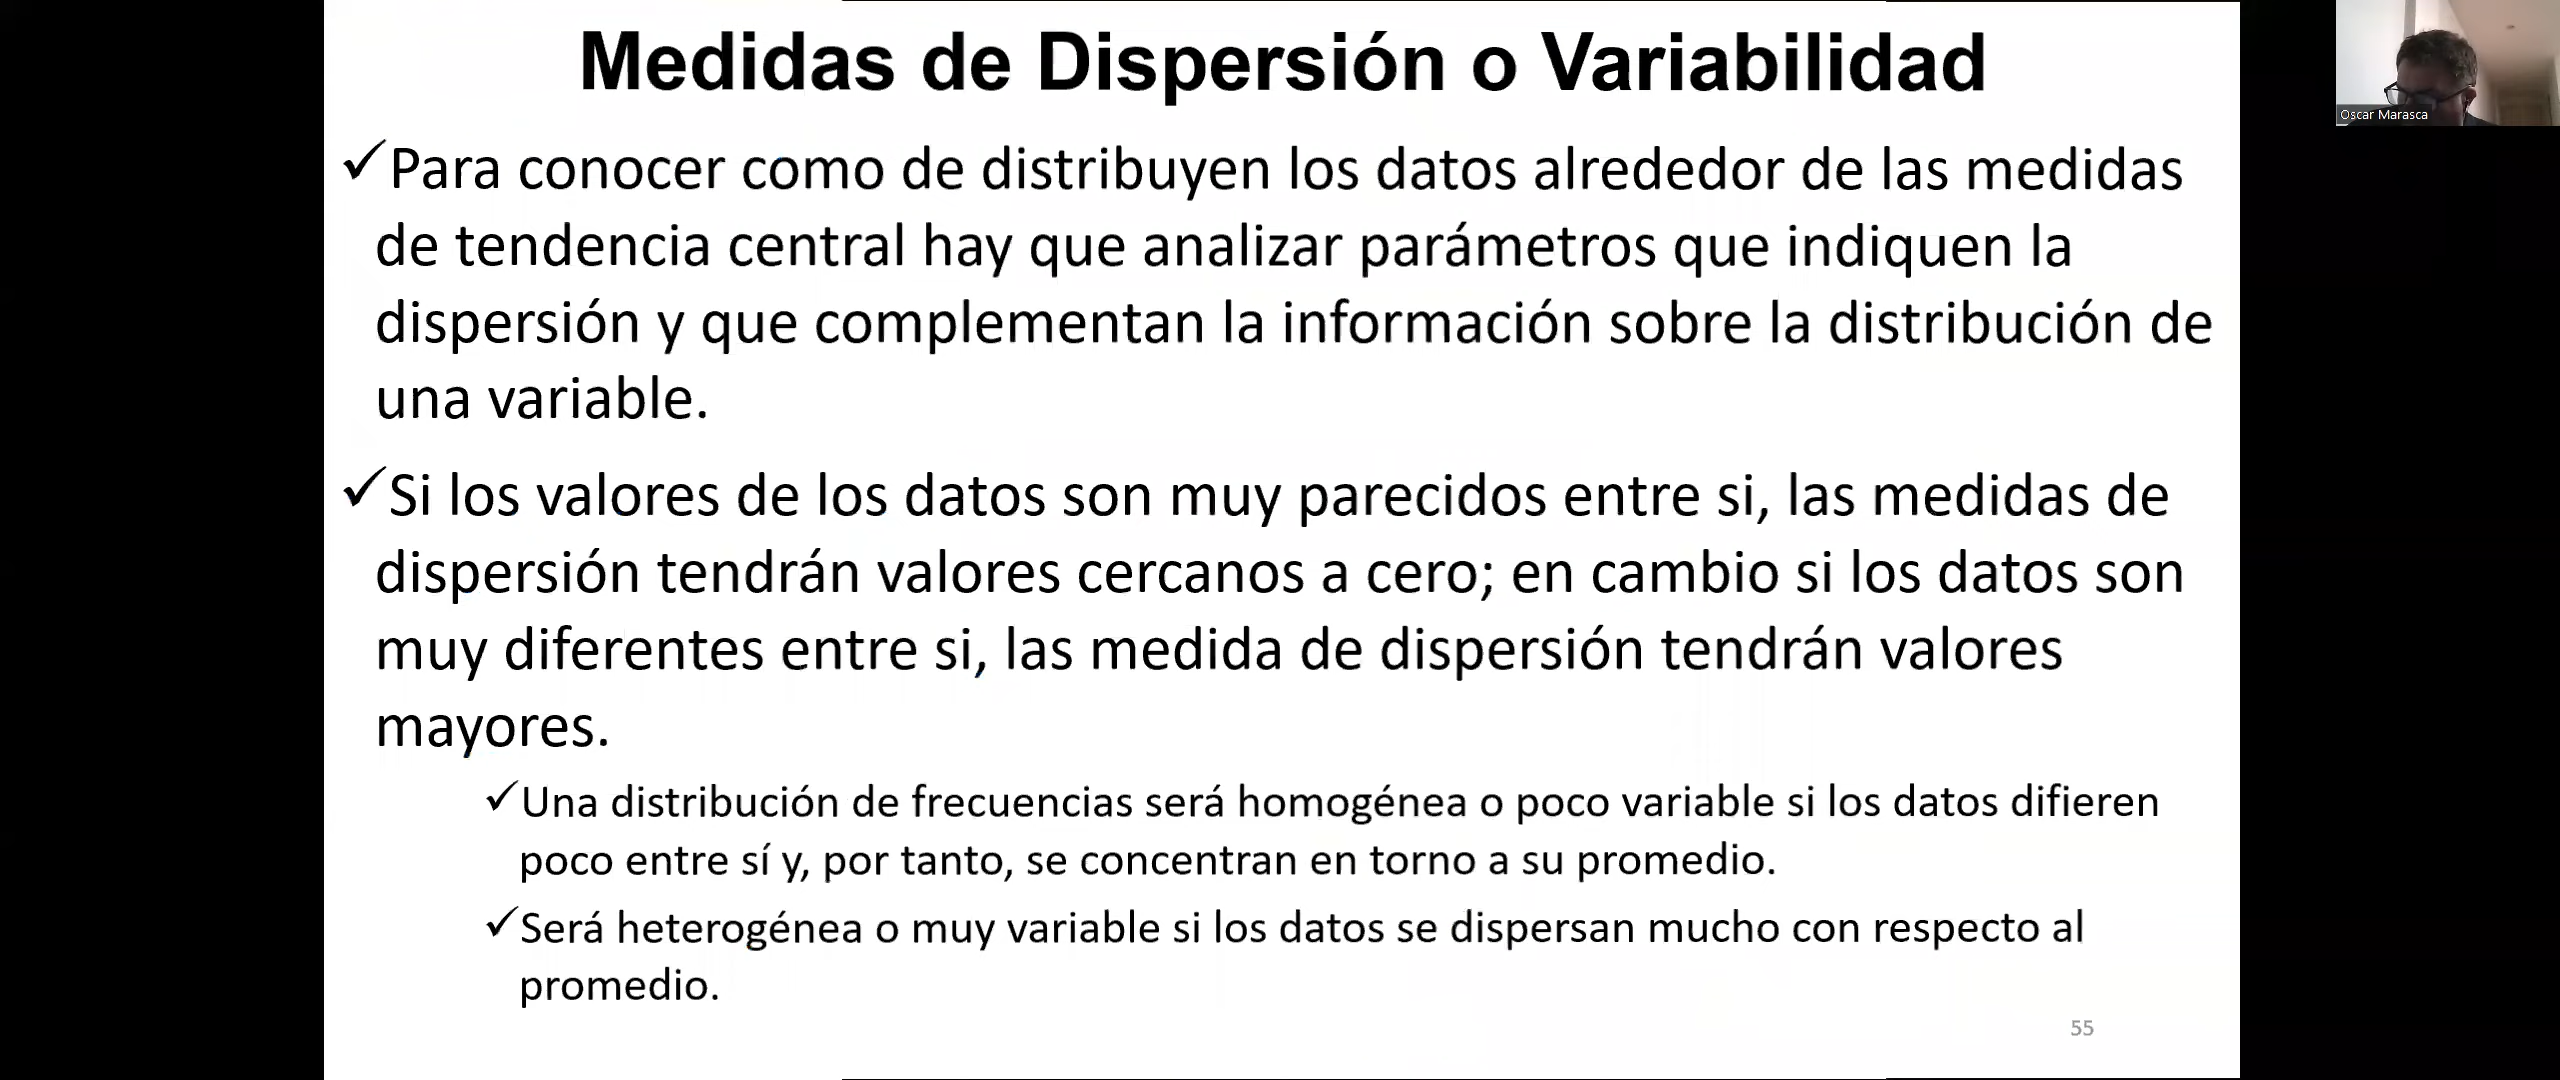 Medidas de Dispersión o Variabilidad
Oscar Marasca
✓Para conocer como de distribuyen los datos alrededor de las medidas
de tendencia central hay que analizar parámetros que indiquen la
dispersión y que complementan la información sobre la distribución de
una variable.
✓Si los valores de los datos son muy parecidos entre si, las medidas de
dispersión tendrán valores cercanos a cero; en cambio si los datos son
muy diferentes entre si, las medida de dispersión tendrán valores
mayores.
✓Una distribución de frecuencias será homogénea o poco variable si los datos difieren
poco entre sí y, por tanto, se concentran en torno a su promedio.
✓Será heterogénea o muy variable si los datos se dispersan mucho con respecto al
promedio.
55